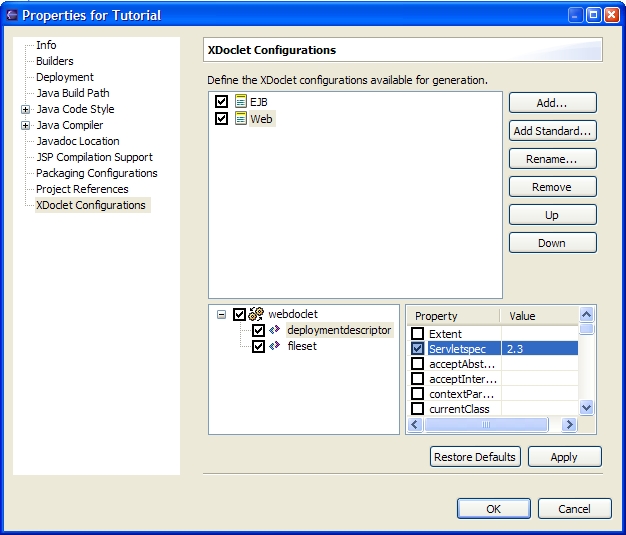 Properties for Tutorial
Info
Builders
Deployment
Java Build Path
Java Code Style
Java Compiler
Javadoc Location
JSP Compilation Support
Packaging Configurations
Project References
XDoclet Configurations
XDoclet Configurations
Define the XDoclet configurations available for generation.
EJB
Web
Add...
Add Standard...
Rename...
Remove
Up
Down
webdoclet
deploymentdescriptor
fileset
Property Value
Extent
Servletspec 2.3
acceptAbst...
acceptInter...
contextPar...
currentClass
Restore Defaults
Apply
OK
Cancel